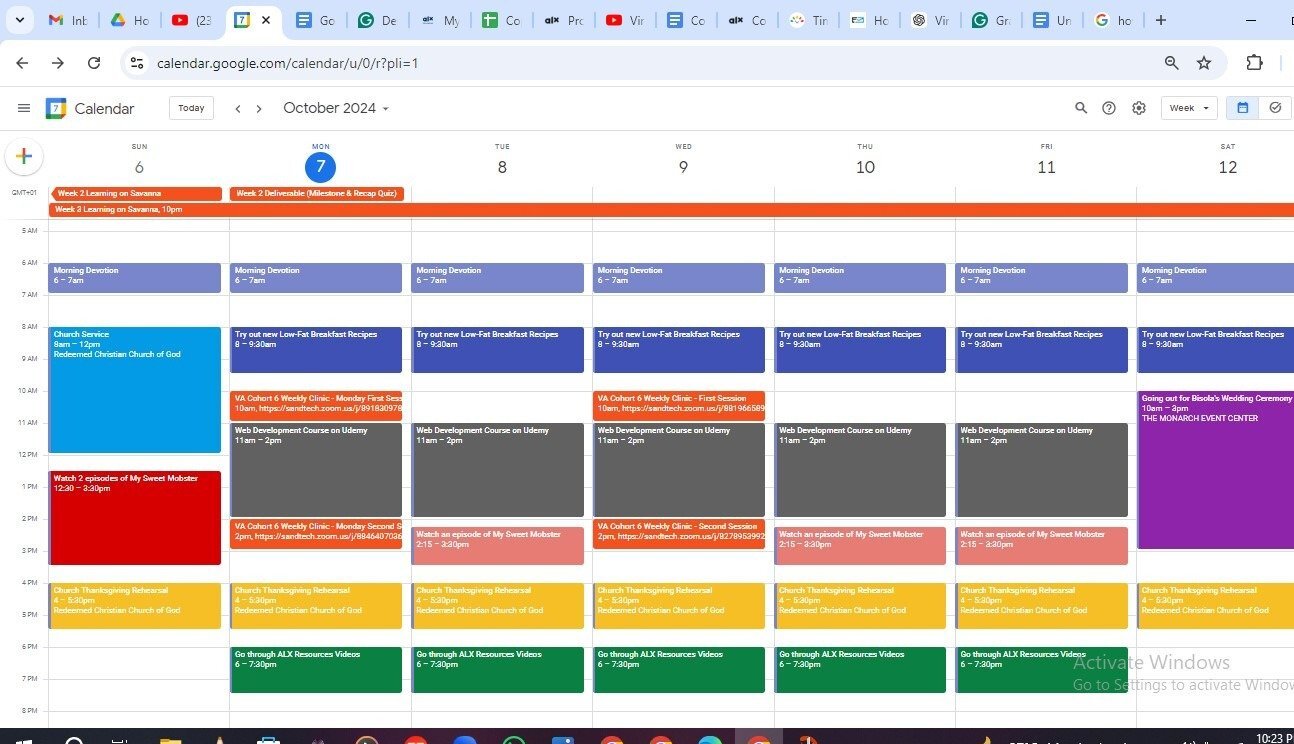 Inb
Ho
(23
Go
De
My
Co
Pro
Vir
Co
Co
Tin
Ho
Vir
Gra
Un
ho
calendar.google.com/calendar/u/0/r?pli=1
Calendar
Today
October 2024
Week
SUN
MON
TUE
WED
THU
FRI
SAT
6
7
8
9
10
11
12
GMT+01
Week 2 Learning on Savanna
Week 2 Deliverable (Milestone & Recap Quiz)
Week 3 Learning on Savanna, 10pm
5 AM
6 AM
7 AM
8 AM
9 AM
10 AM
11 AM
12 PM
1 PM
2 PM
3 PM
4 PM
5 PM
6 PM
7 PM
8 PM
Morning Devotion
6 – 7am
Church Service
8am – 12pm
Redeemed Christian Church of God
Watch 2 episodes of My Sweet Mobster
12:30 – 3:30pm
Church Thanksgiving Rehearsal
4 – 5:30pm
Redeemed Christian Church of God
Morning Devotion
6 – 7am
Try out new Low-Fat Breakfast Recipes
8 – 9:30am
VA Cohort 6 Weekly Clinic - Monday First Sess
10am, https://sandtech.zoom.us/j/891830978
Web Development Course on Udemy
11am – 2pm
VA Cohort 6 Weekly Clinic - Monday Second S
2pm, https://sandtech.zoom.us/j/8846407036
Church Thanksgiving Rehearsal
4 – 5:30pm
Redeemed Christian Church of God
Go through ALX Resources Videos
6 – 7:30pm
Morning Devotion
6 – 7am
Try out new Low-Fat Breakfast Recipes
8 – 9:30am
Web Development Course on Udemy
11am – 2pm
Watch an episode of My Sweet Mobster
2:15 – 3:30pm
Church Thanksgiving Rehearsal
4 – 5:30pm
Redeemed Christian Church of God
Go through ALX Resources Videos
6 – 7:30pm
Morning Devotion
6 – 7am
Try out new Low-Fat Breakfast Recipes
8 – 9:30am
VA Cohort 6 Weekly Clinic - First Session
10am, https://sandtech.zoom.us/j/881966589
Web Development Course on Udemy
11am – 2pm
VA Cohort 6 Weekly Clinic - Second Session
2pm, https://sandtech.zoom.us/j/8278953992
Church Thanksgiving Rehearsal
4 – 5:30pm
Redeemed Christian Church of God
Go through ALX Resources Videos
6 – 7:30pm
Morning Devotion
6 – 7am
Try out new Low-Fat Breakfast Recipes
8 – 9:30am
Web Development Course on Udemy
11am – 2pm
Watch an episode of My Sweet Mobster
2:15 – 3:30pm
Church Thanksgiving Rehearsal
4 – 5:30pm
Redeemed Christian Church of God
Go through ALX Resources Videos
6 – 7:30pm
Morning Devotion
6 – 7am
Try out new Low-Fat Breakfast Recipes
8 – 9:30am
Web Development Course on Udemy
11am – 2pm
Watch an episode of My Sweet Mobster
2:15 – 3:30pm
Church Thanksgiving Rehearsal
4 – 5:30pm
Redeemed Christian Church of God
Go through ALX Resources Videos
6 – 7:30pm
Morning Devotion
6 – 7am
Try out new Low-Fat Breakfast Recipes
8 – 9:30am
Going out for Bisola's Wedding Ceremony
10am – 3pm
THE MONARCH EVENT CENTER
Church Thanksgiving Rehearsal
4 – 5:30pm
Redeemed Christian Church of God
Activate Windows
Go to Settings to activate Window
10:23 P